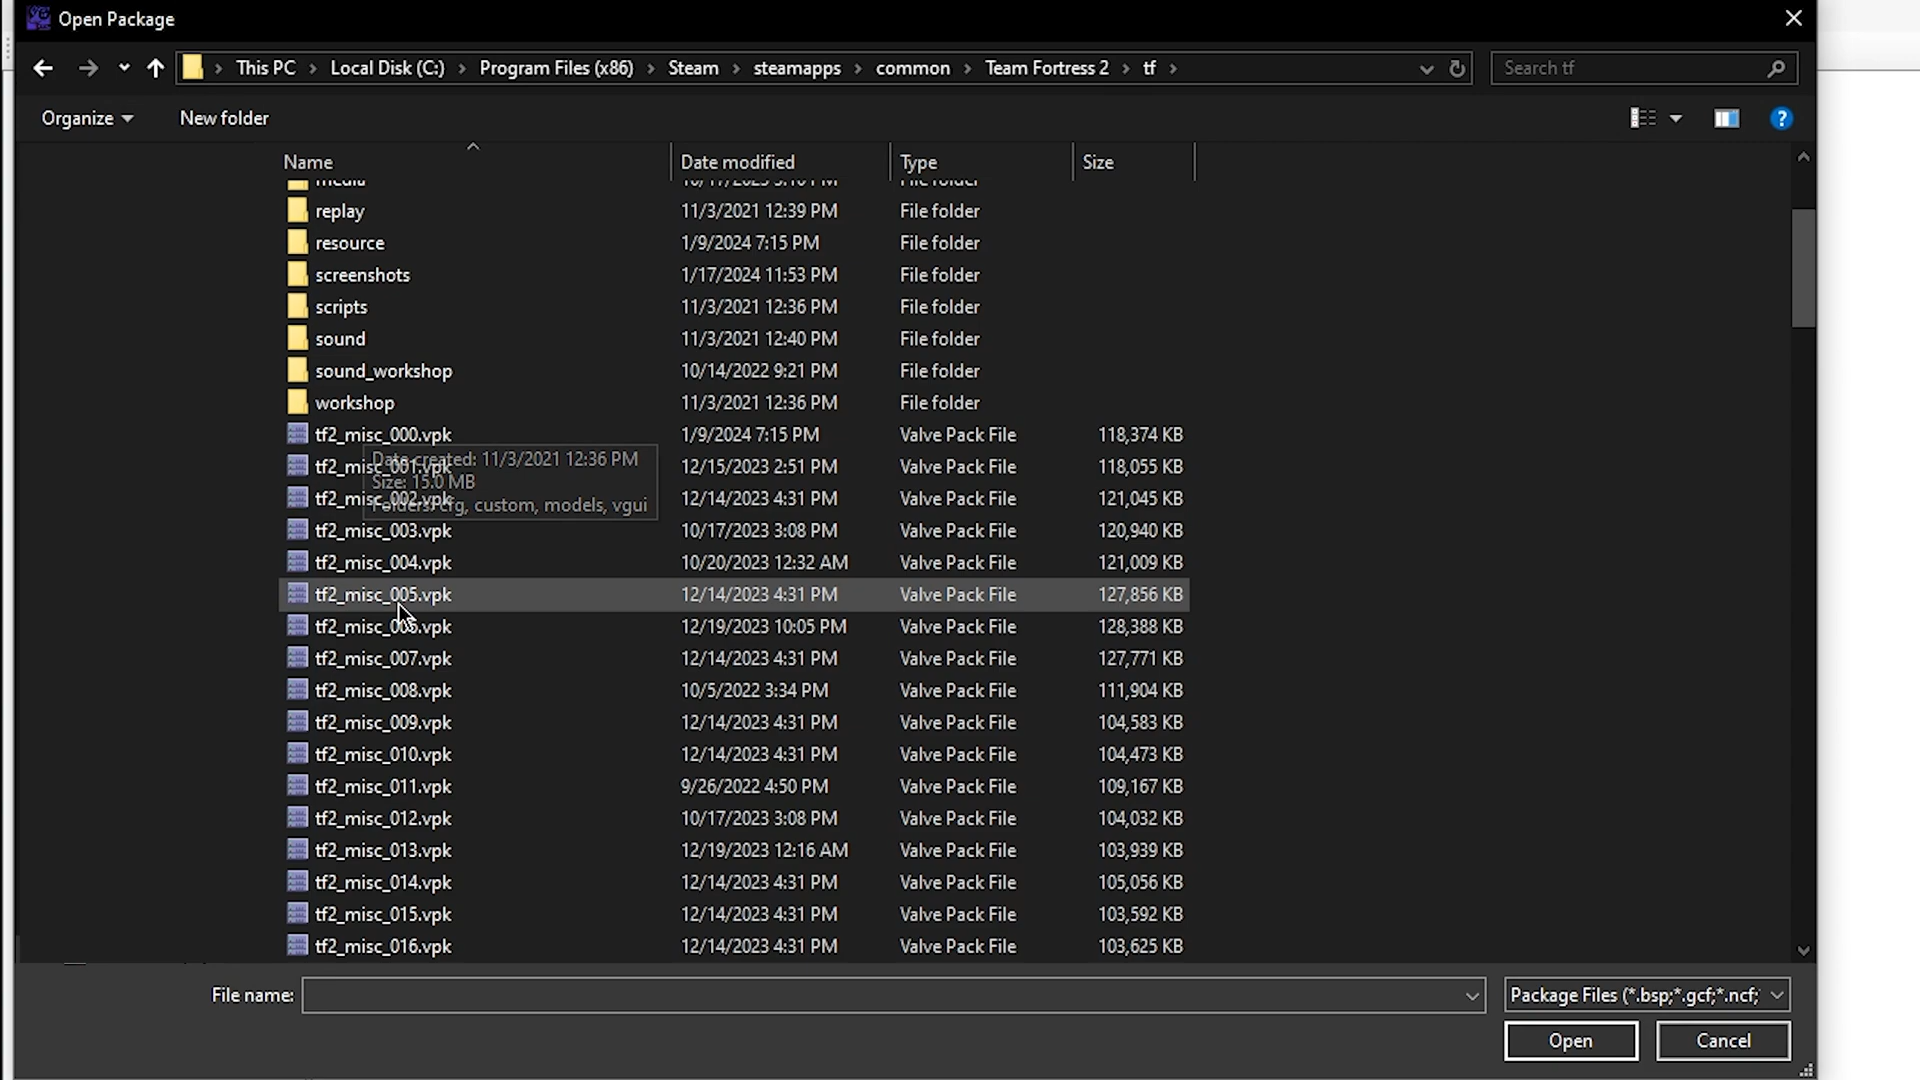 Open Package
This PC > Local Disk (C:) > Program Files (x86) > Steam > steamapps > common > Team Fortress 2 > tf >
Search tf
Organize
New folder
Name Date modified Type Size
media 10/17/2023 3:10 PM File folder
replay 11/3/2021 12:39 PM File folder
resource 1/9/2024 7:15 PM File folder
screenshots 1/17/2024 11:53 PM File folder
scripts 11/3/2021 12:36 PM File folder
sound 11/3/2021 12:40 PM File folder
sound_workshop 10/14/2022 9:21 PM File folder
workshop 11/3/2021 12:36 PM File folder
tf2_misc_000.vpk 1/9/2024 7:15 PM Valve Pack File 118,374 KB
Date created: 11/3/2021 12:36 PM
tf2_misc_001.vpk 12/15/2023 2:51 PM Valve Pack File 118,055 KB
Size: 15.0 MB
tf2_misc_002.vpk 12/14/2023 4:31 PM Valve Pack File 121,045 KB
Folders: cfg, custom, models, vgui
tf2_misc_003.vpk 10/17/2023 3:08 PM Valve Pack File 120,940 KB
tf2_misc_004.vpk 10/20/2023 12:32 AM Valve Pack File 121,009 KB
tf2_misc_005.vpk 12/14/2023 4:31 PM Valve Pack File 127,856 KB
tf2_misc_006.vpk 12/19/2023 10:05 PM Valve Pack File 128,388 KB
tf2_misc_007.vpk 12/14/2023 4:31 PM Valve Pack File 127,771 KB
tf2_misc_008.vpk 10/5/2022 3:34 PM Valve Pack File 111,904 KB
tf2_misc_009.vpk 12/14/2023 4:31 PM Valve Pack File 104,583 KB
tf2_misc_010.vpk 12/14/2023 4:31 PM Valve Pack File 104,473 KB
tf2_misc_011.vpk 9/26/2022 4:50 PM Valve Pack File 109,167 KB
tf2_misc_012.vpk 10/17/2023 3:08 PM Valve Pack File 104,032 KB
tf2_misc_013.vpk 12/19/2023 12:16 AM Valve Pack File 103,939 KB
tf2_misc_014.vpk 12/14/2023 4:31 PM Valve Pack File 105,056 KB
tf2_misc_015.vpk 12/14/2023 4:31 PM Valve Pack File 103,592 KB
tf2_misc_016.vpk 12/14/2023 4:31 PM Valve Pack File 103,625 KB
File name:
Package Files (*.bsp;*.gcf;*.ncf;
Open
Cancel